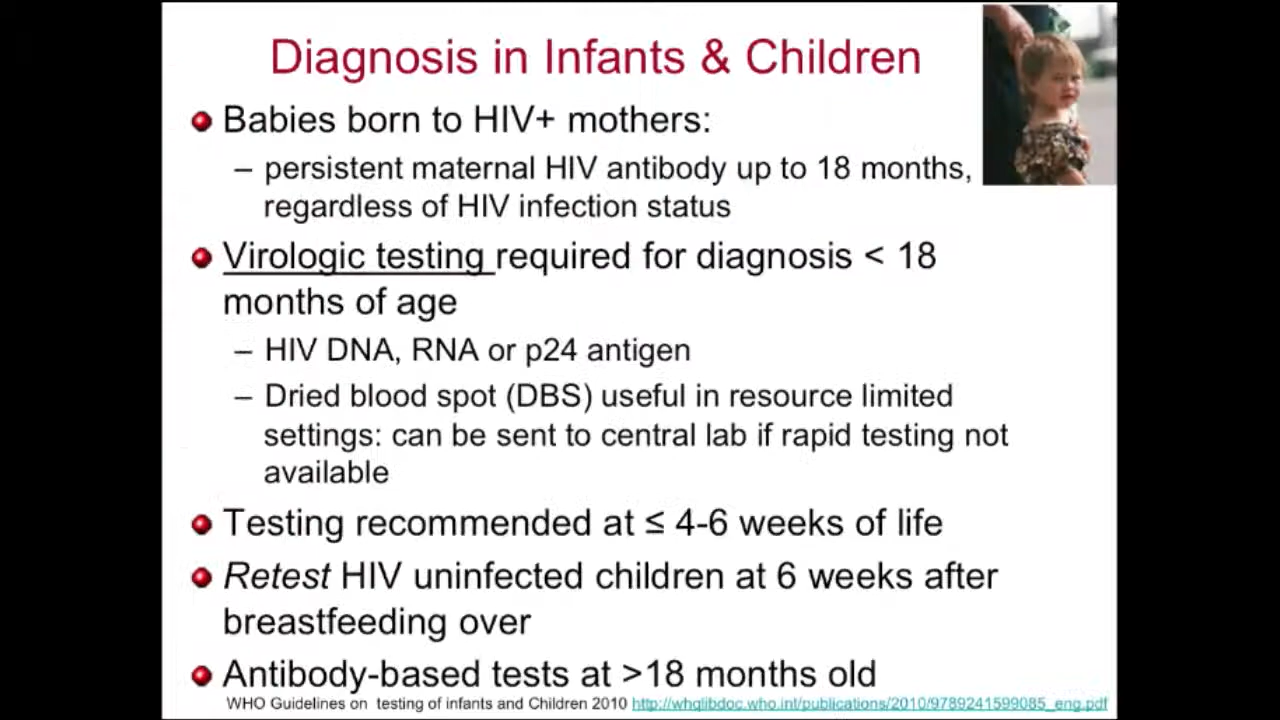 Diagnosis in Infants & Children
Babies born to HIV+ mothers:
– persistent maternal HIV antibody up to 18 months,
regardless of HIV infection status
Virologic testing required for diagnosis < 18
months of age
– HIV DNA, RNA or p24 antigen
– Dried blood spot (DBS) useful in resource limited
settings: can be sent to central lab if rapid testing not
available
Testing recommended at ≤ 4-6 weeks of life
Retest HIV uninfected children at 6 weeks after
breastfeeding over
Antibody-based tests at >18 months old
WHO Guidelines on testing of infants and Children 2010 http://whqlibdoc.who.int/publications/2010/9789241599085_eng.pdf